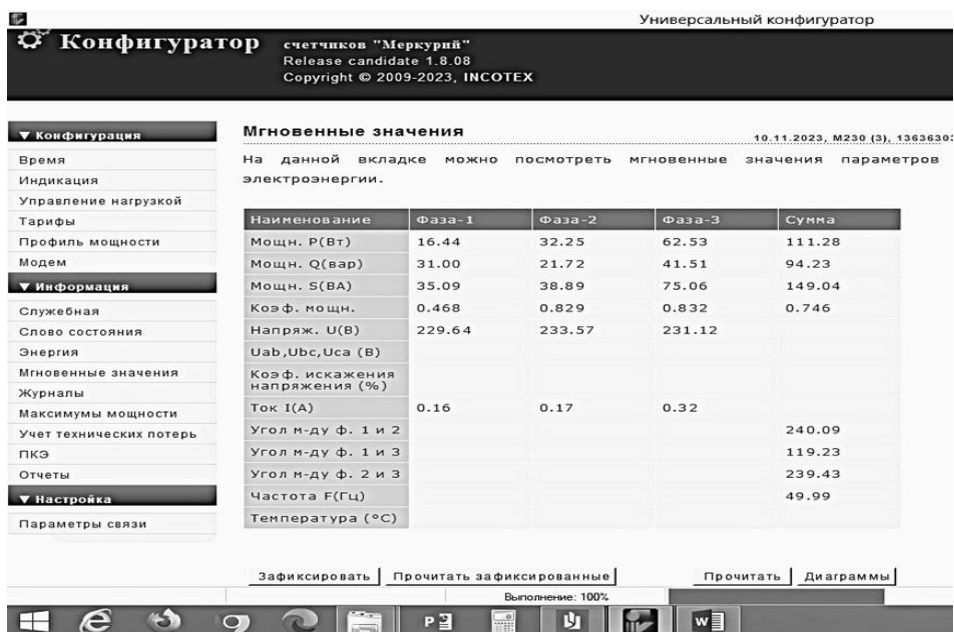 Универсальный конфигуратор
Конфигуратор
счетчиков "Меркурий"
Release candidate 1.8.08
Copyright © 2009-2023, INCOTEX
▼ Конфигурация
Время
Индикация
Управление нагрузкой
Тарифы
Профиль мощности
Модем
▼ Информация
Служебная
Слово состояния
Энергия
Мгновенные значения
Журналы
Максимумы мощности
Учет технических потерь
ПКЭ
Отчеты
▼ Настройка
Параметры связи
Мгновенные значения
10.11.2023, М230 (3), 1363630
На данной вкладке можно посмотреть мгновенные значения параметров
электроэнергии.
Наименование Фаза-1 Фаза-2 Фаза-3 Сумма
Мощн. P(Вт) 16.44 32.25 62.53 111.28
Мощн. Q(вар) 31.00 21.72 41.51 94.23
Мощн. S(ВА) 35.09 38.89 75.06 149.04
Коэф. мощн. 0.468 0.829 0.832 0.746
Напряж. U(В) 229.64 233.57 231.12
Uab,Ubc,Uca (В)
Коэф. искажения
напряжения (%)
Ток I(А) 0.16 0.17 0.32
Угол м-ду ф. 1 и 2 240.09
Угол м-ду ф. 1 и 3 119.23
Угол м-ду ф. 2 и 3 239.43
Частота F(Гц) 49.99
Температура (°C)
Зафиксировать Прочитать зафиксированные Прочитать Диаграммы
Выполнение: 100%